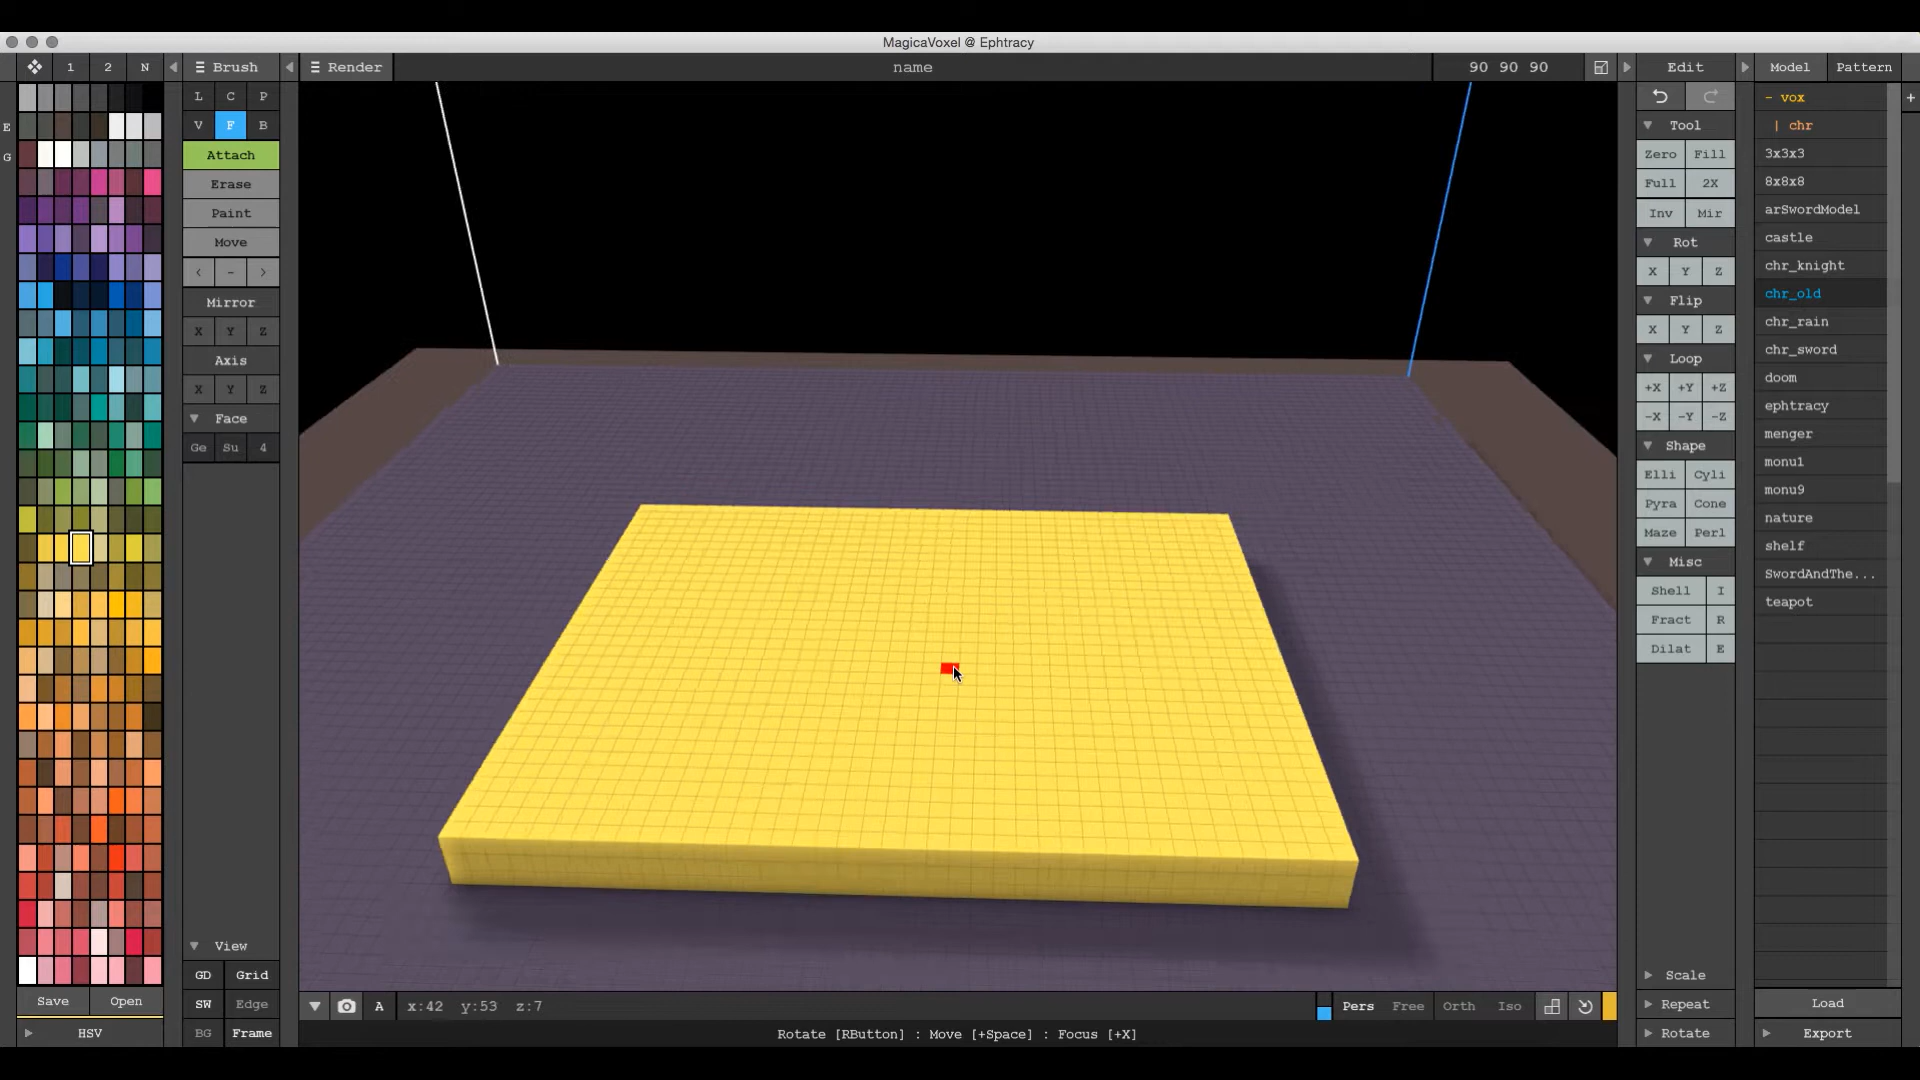 MagicaVoxel @ Ephtracy
1 2 N
Brush
Render
name
90 90 90
Edit
Model
Pattern
+
E
G
L C P
V F B
Attach
Erase
Paint
Move
< - >
Mirror
X Y Z
Axis
X Y Z
Face
Ge Su 4
View
GD Grid
SW Edge
BG Frame
Save Open
HSV
A
x:42 y:53 z:7
Pers Free Orth Iso
Rotate [RButton] : Move [+Space] : Focus [+X]
Tool
Zero Fill
Full 2X
Inv Mir
Rot
X Y Z
Flip
X Y Z
Loop
+X +Y +Z
-X -Y -Z
Shape
Elli Cyli
Pyra Cone
Maze Perl
Misc
Shell I
Fract R
Dilat E
Scale
Repeat
Rotate
- vox
| chr
3x3x3
8x8x8
arSwordModel
castle
chr_knight
chr_old
chr_rain
chr_sword
doom
ephtracy
menger
monu1
monu9
nature
shelf
SwordAndThe...
teapot
Load
Export